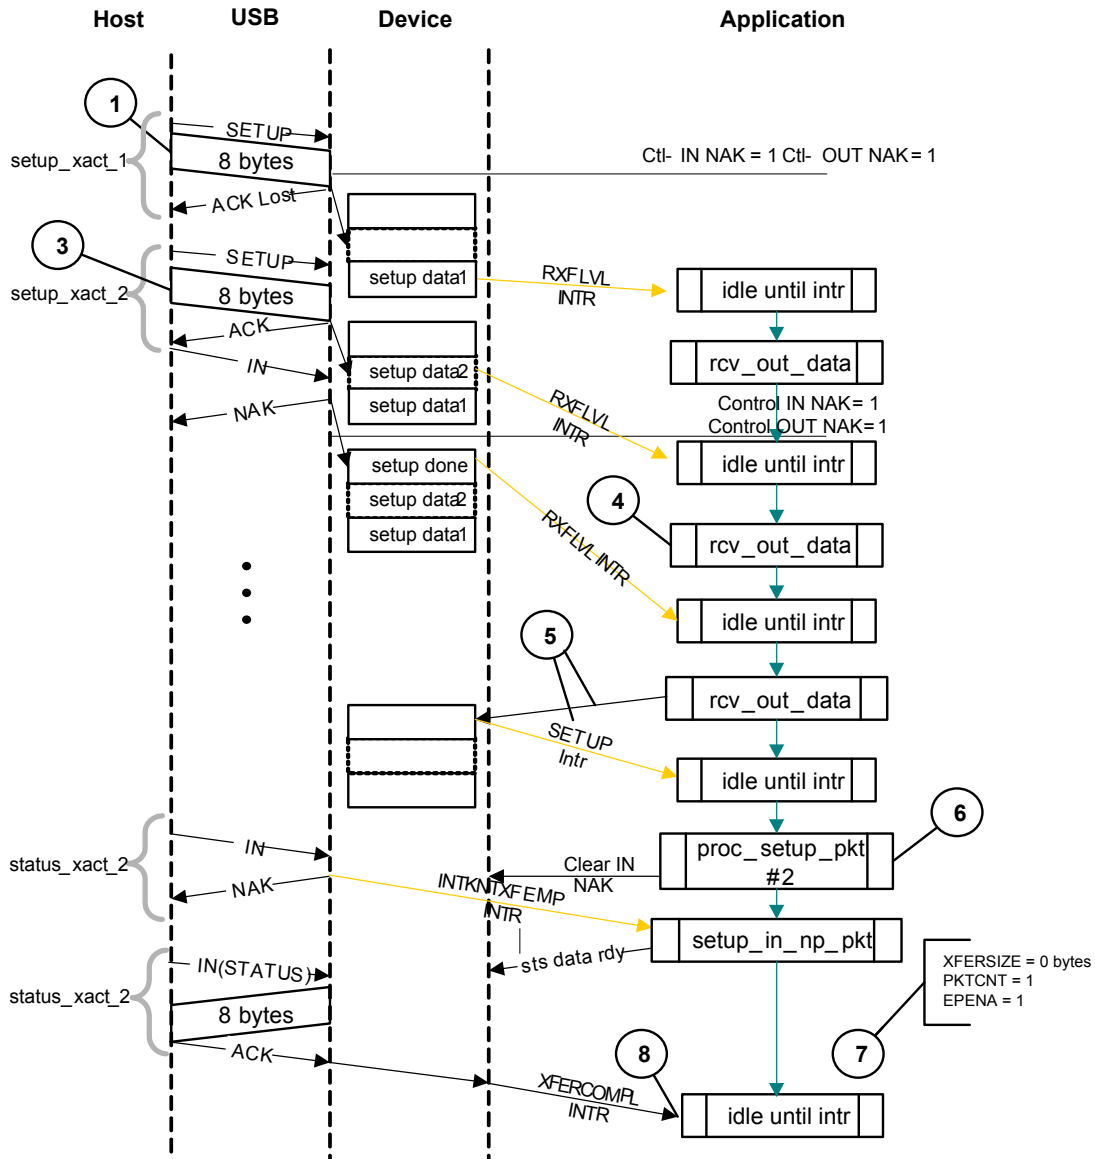 Host USB Device Application
1
SETUP
setup_xact_1
8 bytes
Ctl- IN NAK = 1 Ctl- OUT NAK= 1
ACK Lost
3
SETUP
setup data1
RXFLVL
INTR
idle until intr
setup_xact_2
8 bytes
ACK
IN
setup data2
rcv_out_data
NAK
setup data1
RXFLVL
INTR
Control IN NAK= 1
Control OUT NAK=1
setup done
idle until intr
setup data2
4
setup data1
RXFLVL INTR
rcv_out_data
idle until intr
5
rcv_out_data
SETUP
Intr
idle until intr
6
status_xact_2
IN
Clear IN
NAK
proc_setup_pkt
#2
NAK
INTKNTXFEMP
INTR
setup_in_np_pkt
sts data rdy
XFERSIZE = 0 bytes
PKTCNT = 1
EPENA = 1
IN(STATUS)
status_xact_2
8 bytes
ACK
8
7
XFERCOMPL
INTR
idle until intr